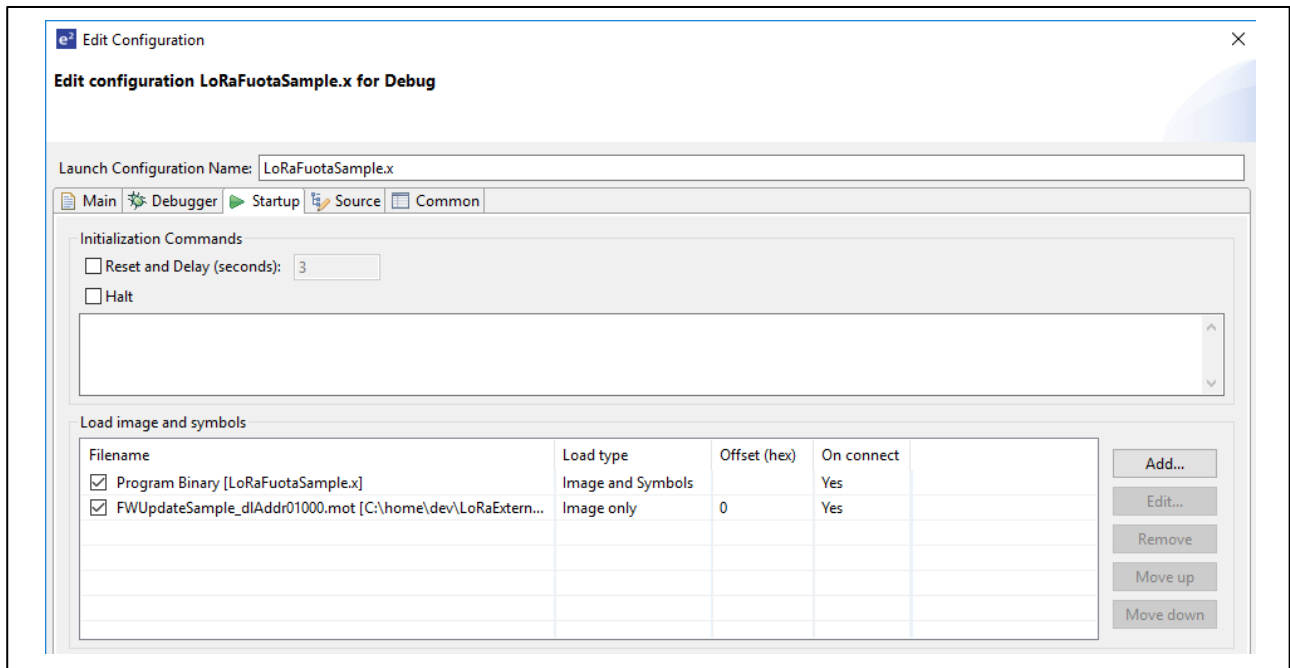 e² Edit Configuration
Edit configuration LoRaFuotaSample.x for Debug
Launch Configuration Name: LoRaFuotaSample.x
Main Debugger Startup Source Common
Initialization Commands
Reset and Delay (seconds): 3
Halt
Load image and symbols
Filename Load type Offset (hex) On connect
Add...
Program Binary [LoRaFuotaSample.x] Image and Symbols Yes
FWUpdateSample_dlAddr01000.mot [C:\home\dev\LoRaExtern... Image only 0 Yes
Edit...
Remove
Move up
Move down